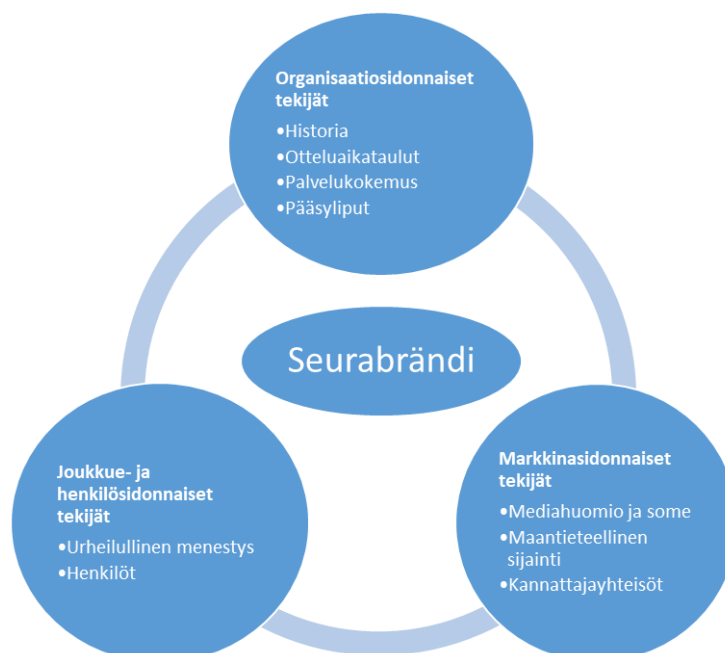 Organisaatiosidonnaiset
tekijät
•Historia
•Otteluaikataulut
•Palvelukokemus
•Pääsyliput
Seurabrändi
Joukkue- ja
henkilösidonnaiset
tekijät
•Urheilullinen menestys
•Henkilöt
Markkinasidonnaiset
tekijät
•Mediahuomio ja some
•Maantieteellinen
sijainti
•Kannattajayhteisöt